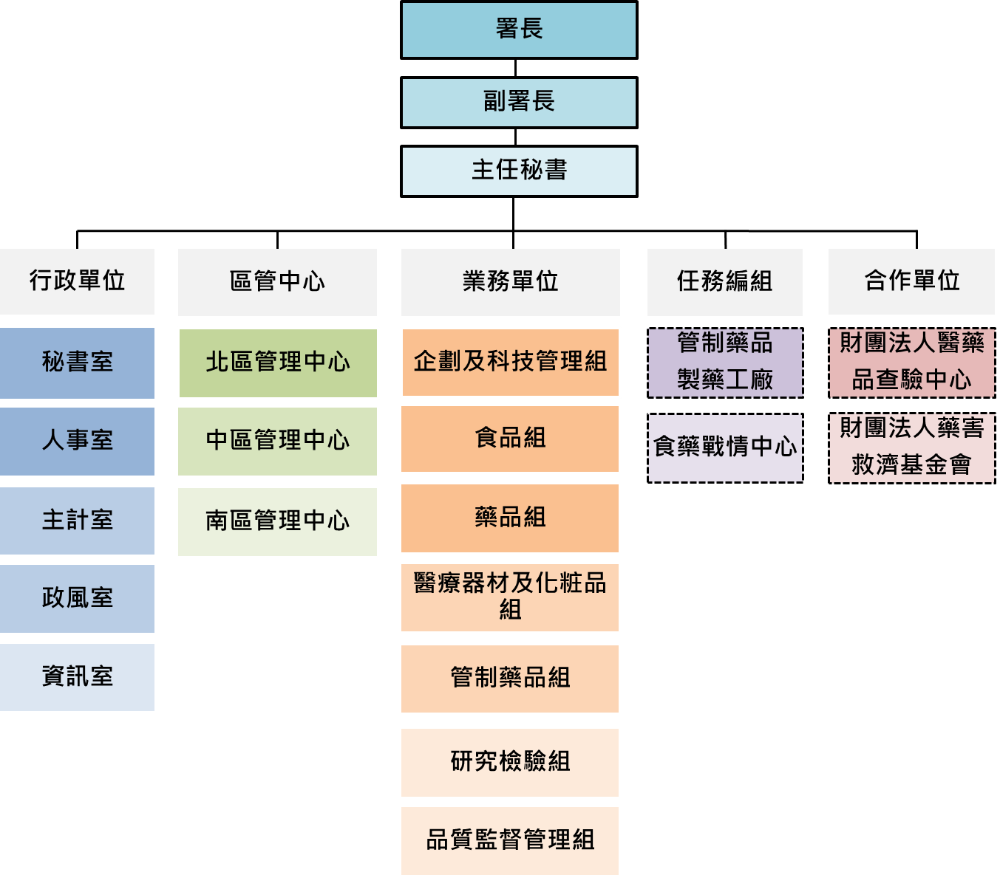 署長
副署長
主任秘書
行政單位
秘書室
人事室
主計室
政風室
資訊室
區管中心
北區管理中心
中區管理中心
南區管理中心
業務單位
企劃及科技管理組
食品組
藥品組
醫療器材及化粧品
組
管制藥品組
研究檢驗組
品質監督管理組
任務編組
管制藥品
製藥工廠
食藥戰情中心
合作單位
財團法人醫藥
品查驗中心
財團法人藥害
救濟基金會